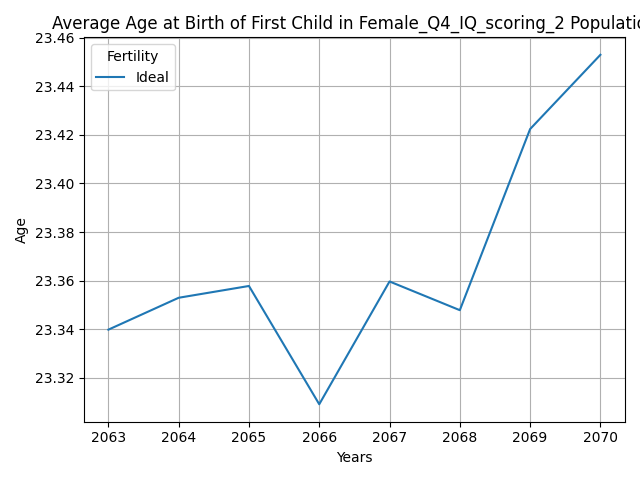 Average Age at Birth of First Child in Female_Q4_IQ_scoring_2 Populatio
Fertility
Ideal
23.46
23.44
23.42
23.40
23.38
23.36
23.34
23.32
Age
2063 2064 2065 2066 2067 2068 2069 2070
Years